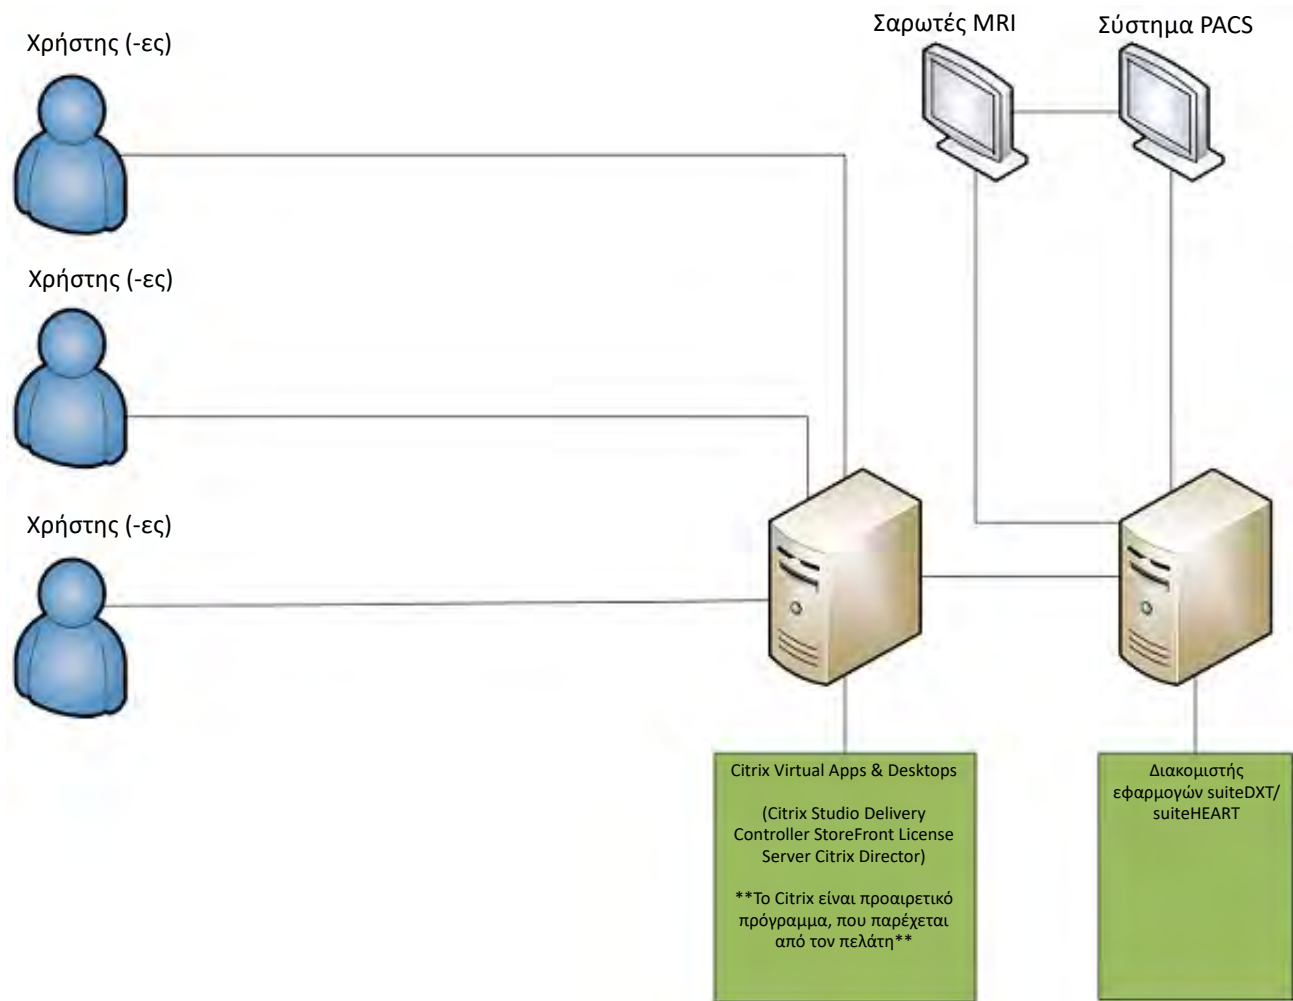 Χρήστης (-ες)
Σαρωτές MRI
Σύστημα PACS
Χρήστης (-ες)
Χρήστης (-ες)
Citrix Virtual Apps & Desktops
(Citrix Studio Delivery
Controller StoreFront License
Server Citrix Director)
**Το Citrix είναι προαιρετικό
πρόγραμμα, που παρέχεται
από τον πελάτη**
Διακομιστής
εφαρμογών suiteDXT/
suiteHEART